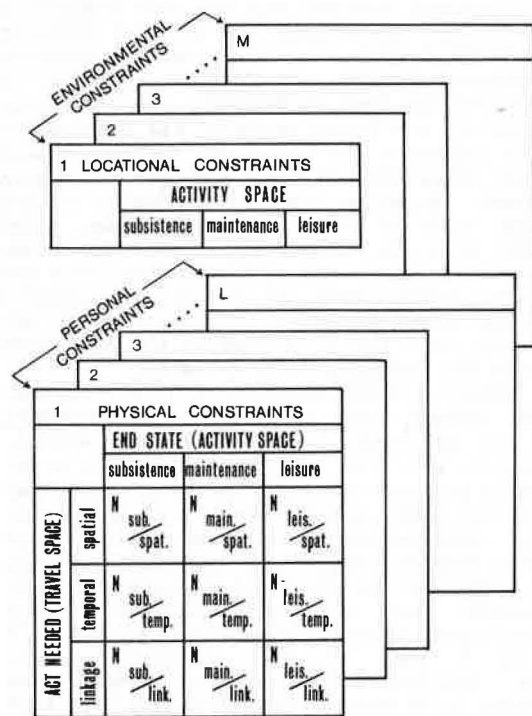 ENVIRONMENTAL
CONSTRAINTS
M
3
2
1 LOCATIONAL CONSTRAINTS
ACTIVITY SPACE
subsistence maintenance leisure
PERSONAL
CONSTRAINTS
L
3
2
1 PHYSICAL CONSTRAINTS
END STATE (ACTIVITY SPACE)
subsistence maintenance leisure
ACT NEEDED (TRAVEL SPACE)
spatial
N sub./spat. N main./spat. N leis./spat.
temporal
N sub./temp. N main./temp. N leis./temp.
linkage
N sub./link. N main./link. N leis./link.